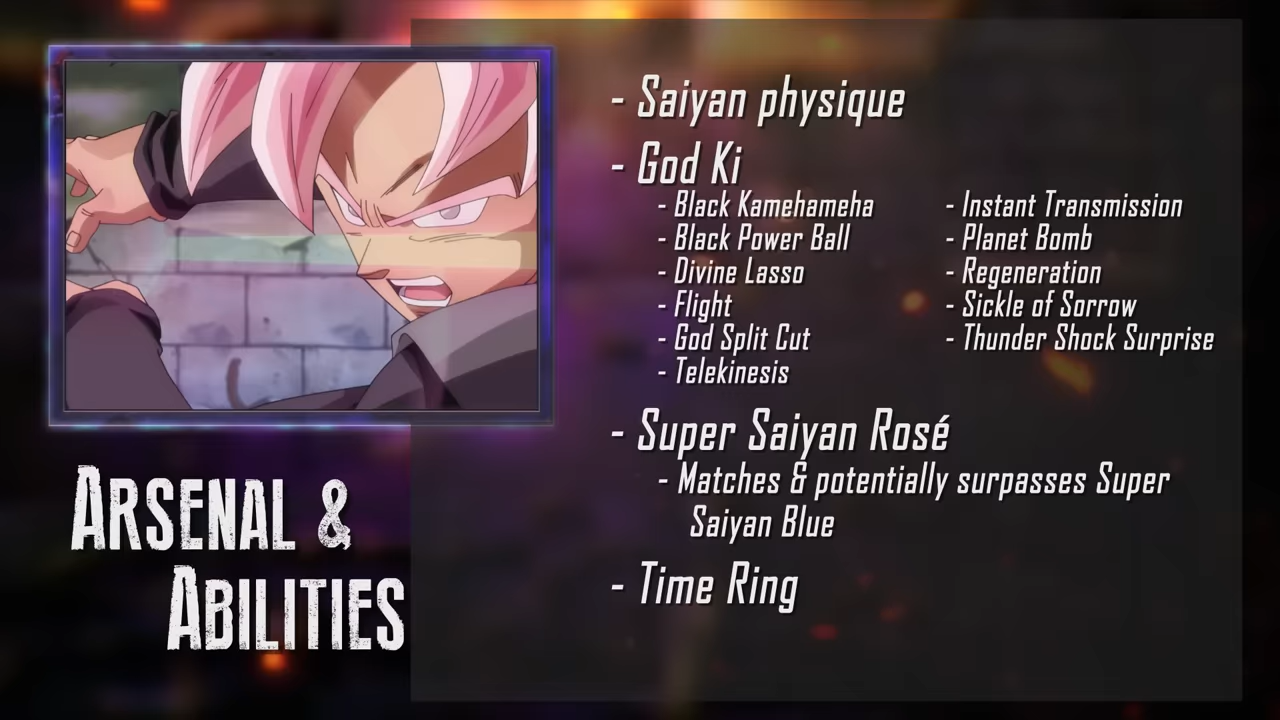 Arsenal &
Abilities
- Saiyan physique
- God Ki
- Black Kamehameha
- Black Power Ball
- Divine Lasso
- Flight
- God Split Cut
- Telekinesis
- Instant Transmission
- Planet Bomb
- Regeneration
- Sickle of Sorrow
- Thunder Shock Surprise
- Super Saiyan Rosé
- Matches & potentially surpasses Super
Saiyan Blue
- Time Ring